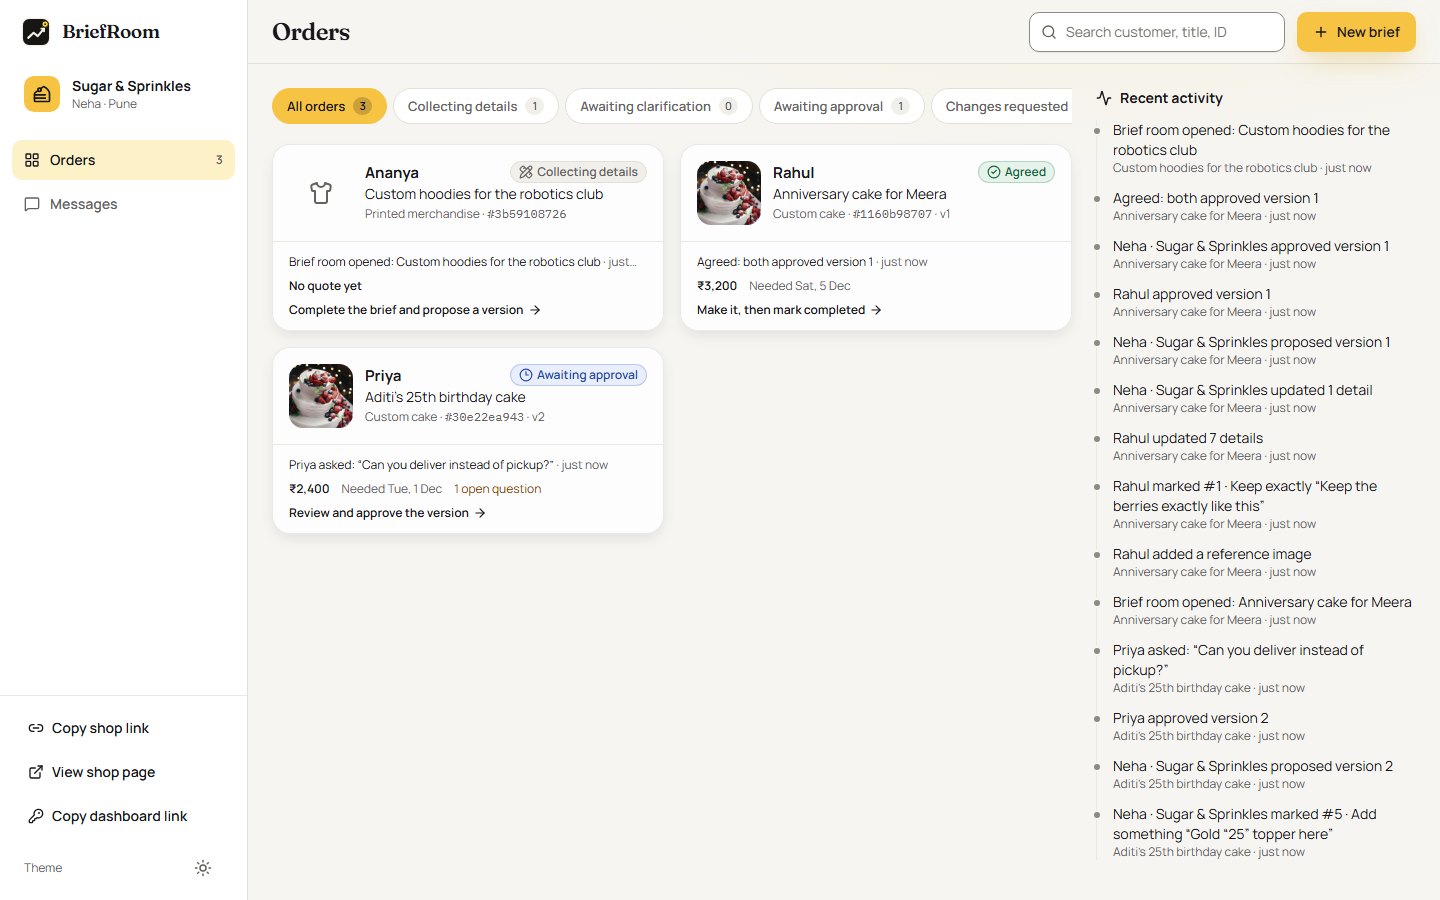 BriefRoom
Sugar & Sprinkles
Neha · Pune
Orders 3
Messages
Copy shop link
View shop page
Copy dashboard link
Theme
Orders
Search customer, title, ID
New brief
All orders 3
Collecting details 1
Awaiting clarification 0
Awaiting approval 1
Changes requested
Ananya
Collecting details
Custom hoodies for the robotics club
Printed merchandise · #3b59108726
Brief room opened: Custom hoodies for the robotics club · just…
No quote yet
Complete the brief and propose a version →
Rahul
Agreed
Anniversary cake for Meera
Custom cake · #1160b98707 · v1
Agreed: both approved version 1 · just now
₹3,200 Needed Sat, 5 Dec
Make it, then mark completed →
Priya
Awaiting approval
Aditi's 25th birthday cake
Custom cake · #30e22ea943 · v2
Priya asked: “Can you deliver instead of pickup?” · just now
₹2,400 Needed Tue, 1 Dec 1 open question
Review and approve the version →
Recent activity
Brief room opened: Custom hoodies for the
robotics club
Custom hoodies for the robotics club · just now
Agreed: both approved version 1
Anniversary cake for Meera · just now
Neha · Sugar & Sprinkles approved version 1
Anniversary cake for Meera · just now
Rahul approved version 1
Anniversary cake for Meera · just now
Neha · Sugar & Sprinkles proposed version 1
Anniversary cake for Meera · just now
Neha · Sugar & Sprinkles updated 1 detail
Anniversary cake for Meera · just now
Rahul updated 7 details
Anniversary cake for Meera · just now
Rahul marked #1 · Keep exactly “Keep the
berries exactly like this”
Anniversary cake for Meera · just now
Rahul added a reference image
Anniversary cake for Meera · just now
Brief room opened: Anniversary cake for Meera
Anniversary cake for Meera · just now
Priya asked: “Can you deliver instead of
pickup?”
Aditi's 25th birthday cake · just now
Priya approved version 2
Aditi's 25th birthday cake · just now
Neha · Sugar & Sprinkles proposed version 2
Aditi's 25th birthday cake · just now
Neha · Sugar & Sprinkles marked #5 · Add
something “Gold “25” topper here”
Aditi's 25th birthday cake · just now